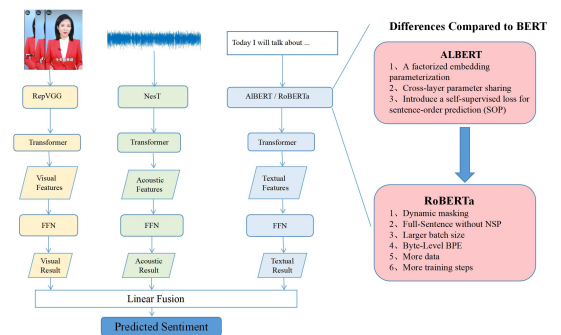 Today I will talk about ...
Differences Compared to BERT
ALBERT
1、 A factorized embedding
parameterization
2、 Cross-layer parameter sharing
3、 Introduce a self-supervised loss for
sentence-order prediction (SOP)
RepVGG
NesT
AlBERT / RoBERTa
Transformer
Transformer
Transformer
Visual
Features
Acoustic
Features
Textual
Features
RoBERTa
1、 Dynamic masking
2、 Full-Sentence without NSP
3、 Larger batch size
4、 Byte-Level BPE
5、 More data
6、 More training steps
FFN
FFN
FFN
Visual
Result
Acoustic
Result
Textual
Result
Linear Fusion
Predicted Sentiment